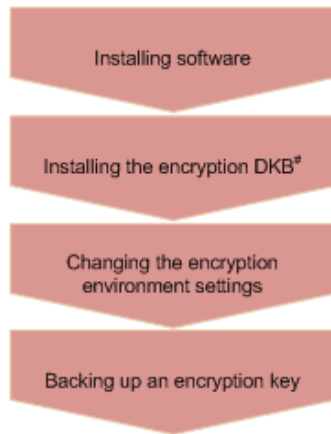 Installing software
Installing the encryption DKB#
Changing the encryption
environment settings
Backing up an encryption key